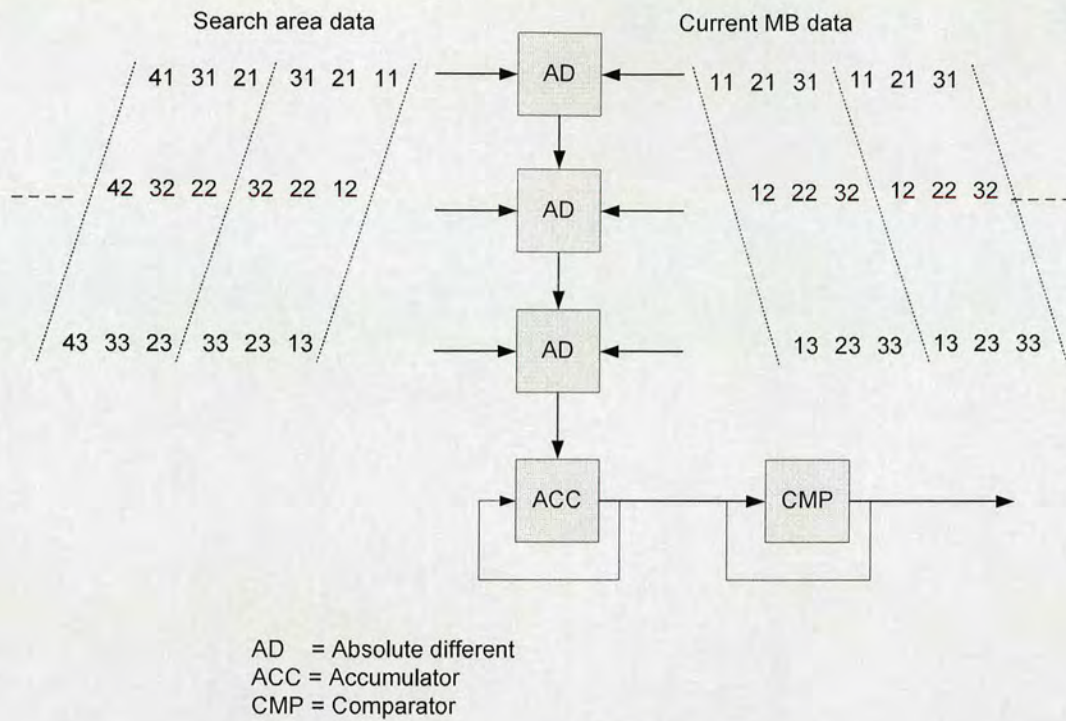 Search area data
Current MB data
41 31 21 31 21 11
AD
11 21 31 11 21 31
42 32 22 32 22 12
AD
12 22 32 12 22 32
43 33 23 33 23 13
AD
13 23 33 13 23 33
ACC
CMP
AD = Absolute different
ACC = Accumulator
CMP = Comparator